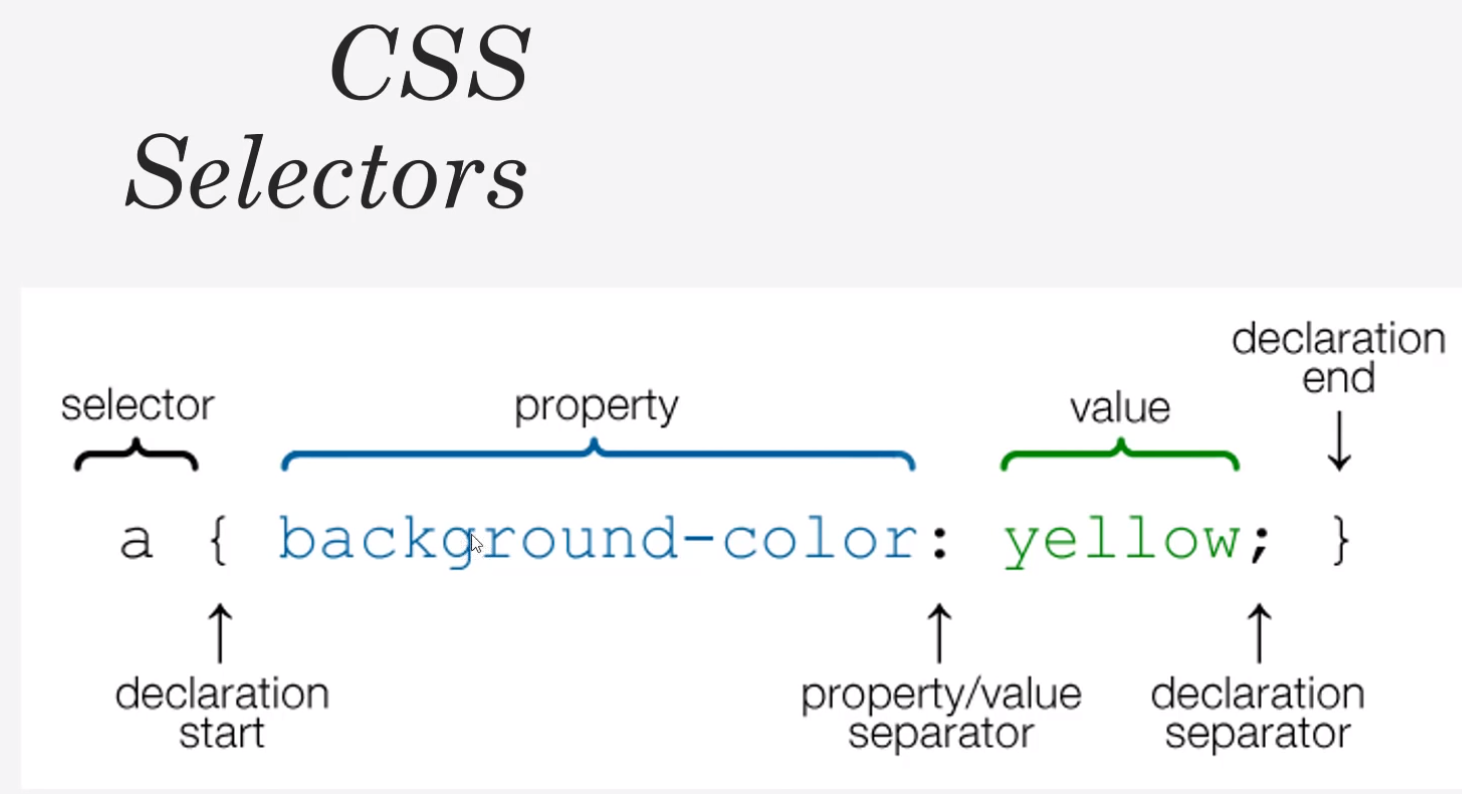 CSS
Selectors
declaration
end
selector
property
value
a { background-color: yellow; }
declaration
start
property/value
separator
declaration
separator